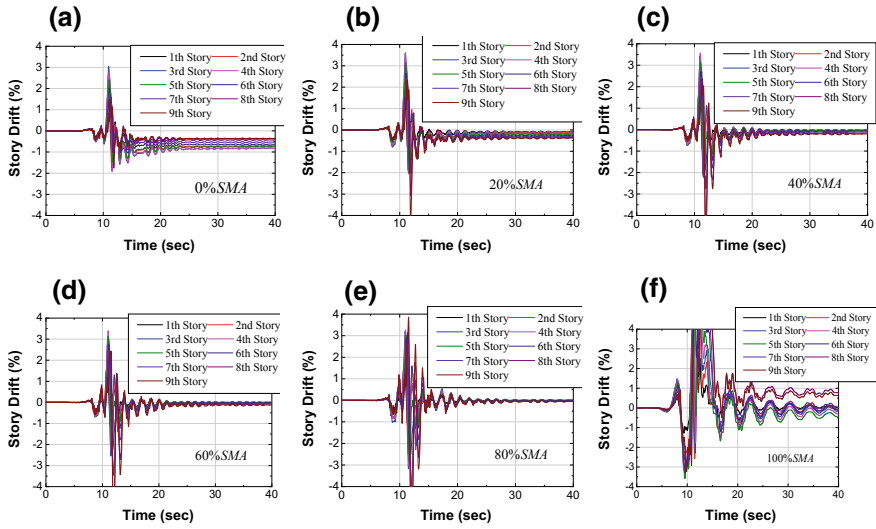 (a)
4
3
2
1
0
-1
-2
-3
-4
Story Drift (%)
1th Story 2nd Story
3rd Story 4th Story
5th Story 6th Story
7th Story 8th Story
9th Story
0%SMA
0 10 20 30 40
Time (sec)
(b)
4
3
2
1
0
-1
-2
-3
-4
Story Drift (%)
1th Story 2nd Story
3rd Story 4th Story
5th Story 6th Story
7th Story 8th Story
9th Story
20%SMA
0 10 20 30 40
Time (sec)
(c)
4
3
2
1
0
-1
-2
-3
-4
Story Drift (%)
1th Story 2nd Story
3rd Story 4th Story
5th Story 6th Story
7th Story 8th Story
9th Story
40%SMA
0 10 20 30 40
Time (sec)
(d)
4
3
2
1
0
-1
-2
-3
-4
Story Drift (%)
1th Story 2nd Story
3rd Story 4th Story
5th Story 6th Story
7th Story 8th Story
9th Story
60%SMA
0 10 20 30 40
Time (sec)
(e)
4
3
2
1
0
-1
-2
-3
-4
Story Drift (%)
1th Story 2nd Story
3rd Story 4th Story
5th Story 6th Story
7th Story 8th Story
9th Story
80%SMA
0 10 20 30 40
Time (sec)
(f)
4
3
2
1
0
-1
-2
-3
-4
Story Drift (%)
1th Story 2nd Story
3rd Story 4th Story
5th Story 6th Story
7th Story 8th Story
9th Story
100%SMA
0 10 20 30 40
Time (sec)